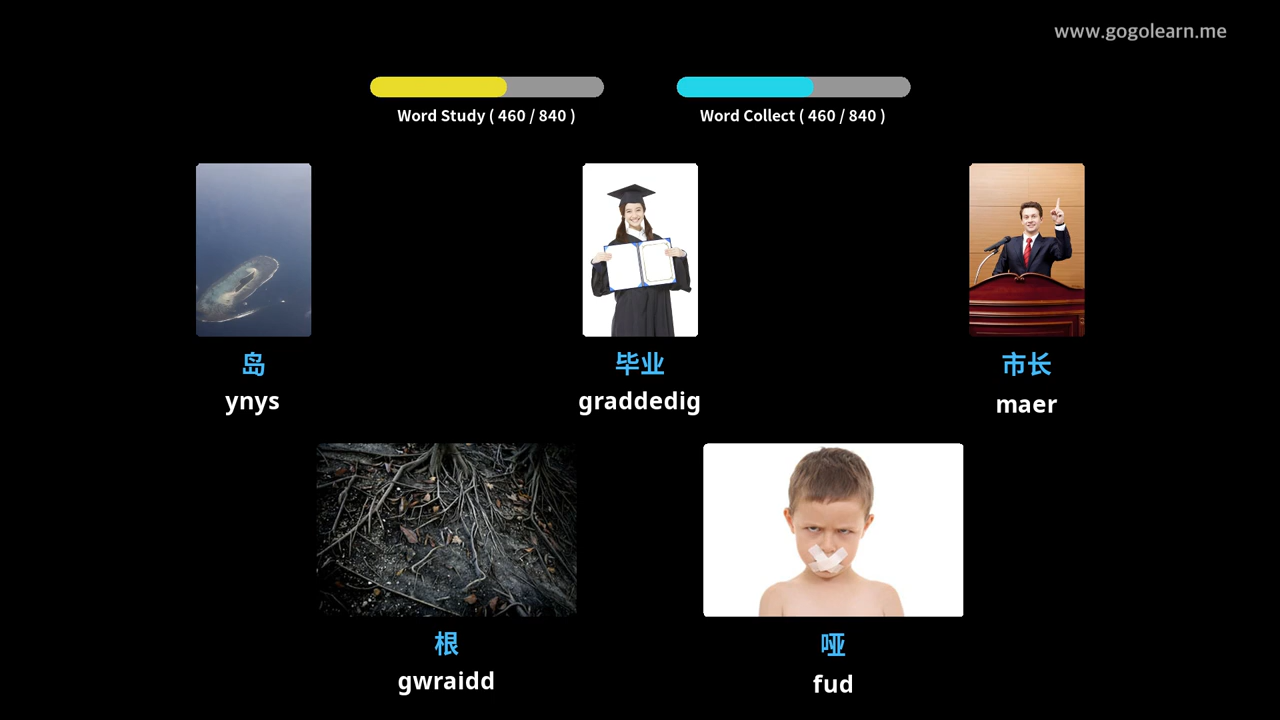 www.gogolearn.me
Word Study ( 460 / 840 )
Word Collect ( 460 / 840 )
岛
ynys
毕业
graddedig
市长
maer
根
gwraidd
哑
fud